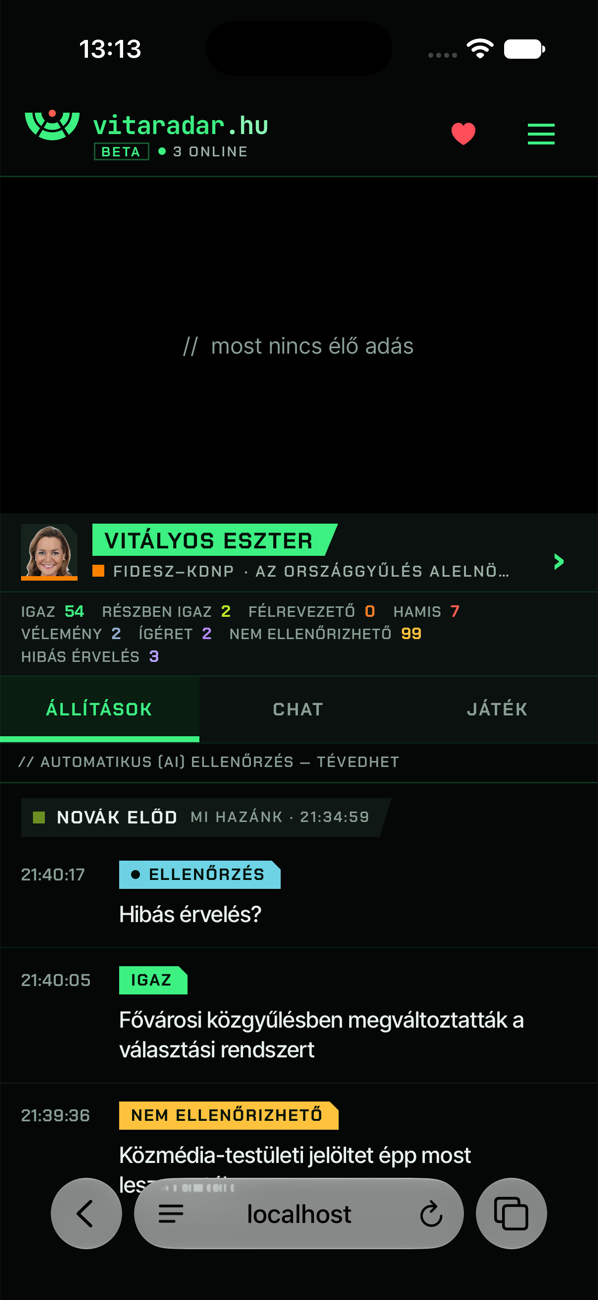 13:13
vitaradar.hu
BETA 3 ONLINE
// most nincs élő adás
VITÁLYOS ESZTER
FIDESZ–KDNP · AZ ORSZÁGGYŰLÉS ALELNÖ…
IGAZ 54 RÉSZBEN IGAZ 2 FÉLREVEZETŐ 0 HAMIS 7
VÉLEMÉNY 2 ÍGÉRET 2 NEM ELLENŐRIZHETŐ 99
HIBÁS ÉRVELÉS 3
ÁLLÍTÁSOK CHAT JÁTÉK
// AUTOMATIKUS (AI) ELLENŐRZÉS — TÉVEDHET
NOVÁK ELŐD MI HAZÁNK · 21:34:59
21:40:17 ELLENŐRZÉS
Hibás érvelés?
21:40:05 IGAZ
Fővárosi közgyűlésben megváltoztatták a
választási rendszert
21:39:36 NEM ELLENŐRIZHETŐ
Közmédia-testületi jelöltet épp most
localhost